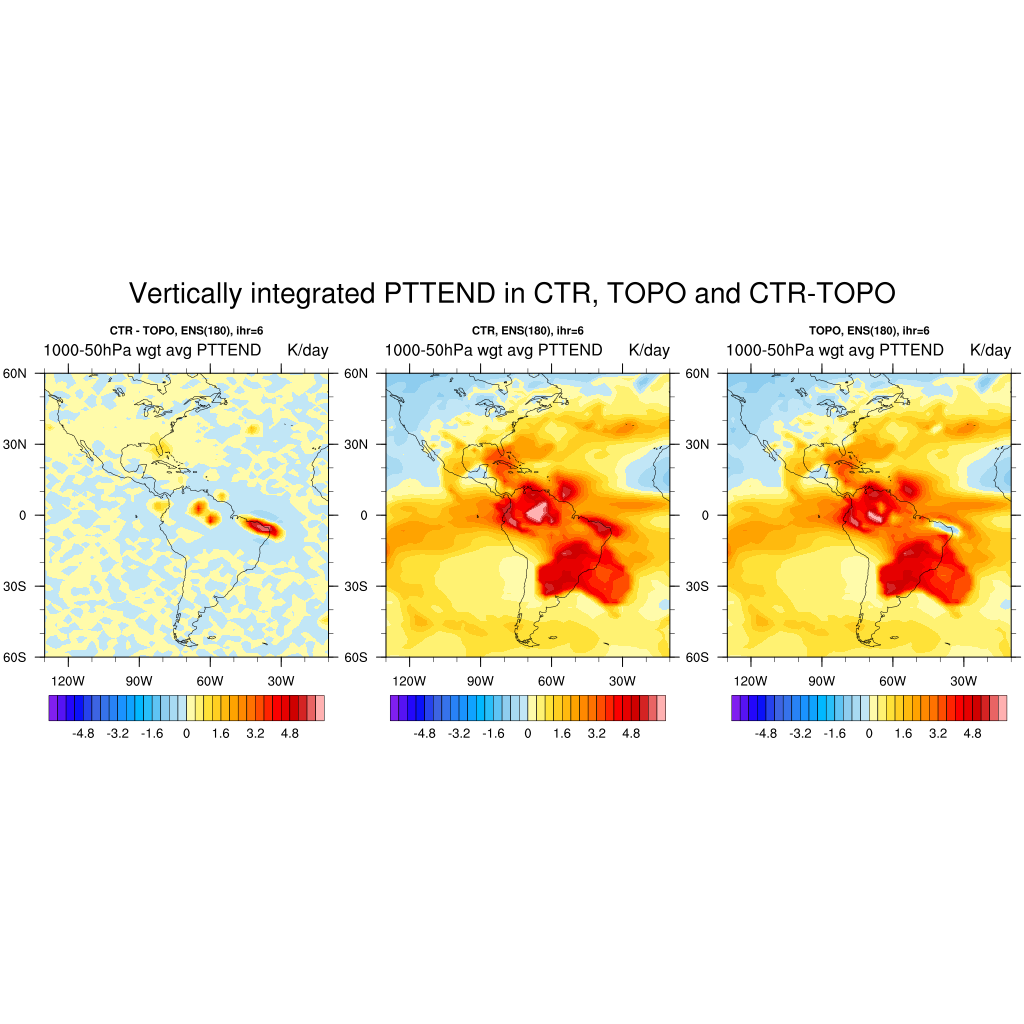 Vertically integrated PTTEND in CTR, TOPO and CTR-TOPO
CTR - TOPO, ENS(180), ihr=6
1000-50hPa wgt avg PTTEND K/day
60N
30N
0
30S
60S
120W 90W 60W 30W
-4.8 -3.2 -1.6 0 1.6 3.2 4.8
CTR, ENS(180), ihr=6
1000-50hPa wgt avg PTTEND K/day
60N
30N
0
30S
60S
120W 90W 60W 30W
-4.8 -3.2 -1.6 0 1.6 3.2 4.8
TOPO, ENS(180), ihr=6
1000-50hPa wgt avg PTTEND K/day
60N
30N
0
30S
60S
120W 90W 60W 30W
-4.8 -3.2 -1.6 0 1.6 3.2 4.8